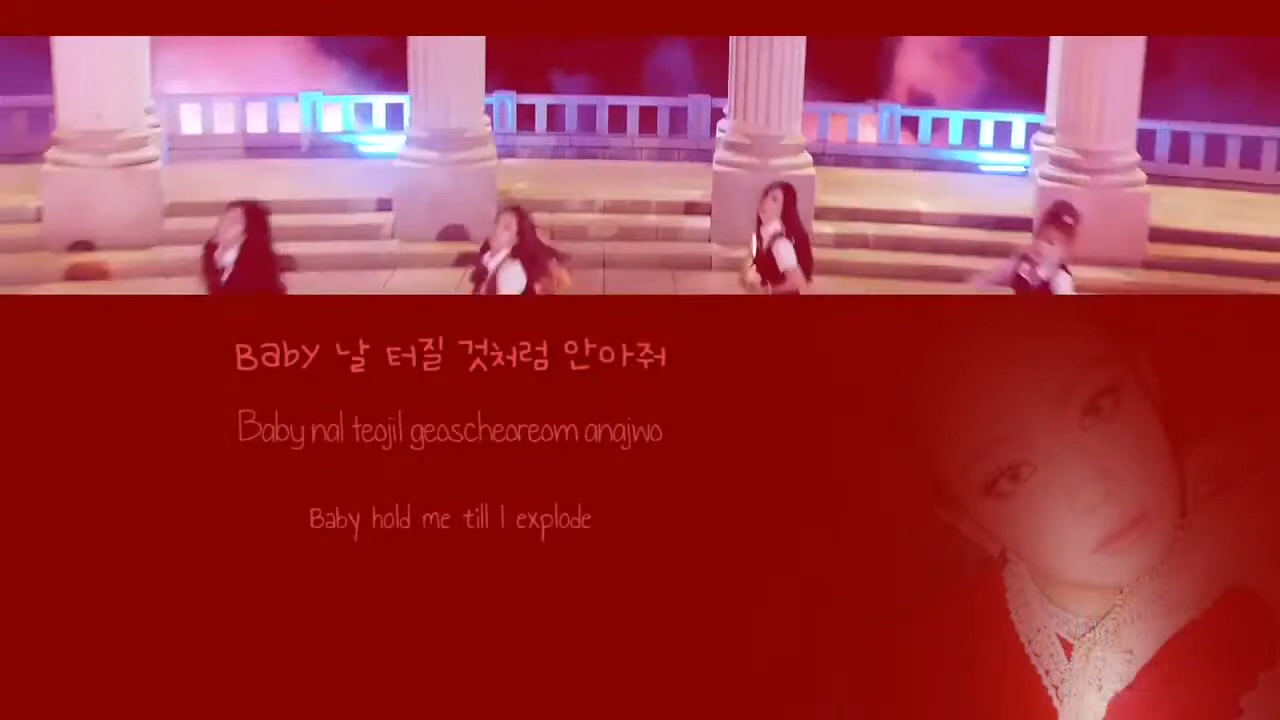 Baby 날 터질 것처럼 안아줘
Baby nal teojil geoscheoreom anajwo
Baby hold me till I explode